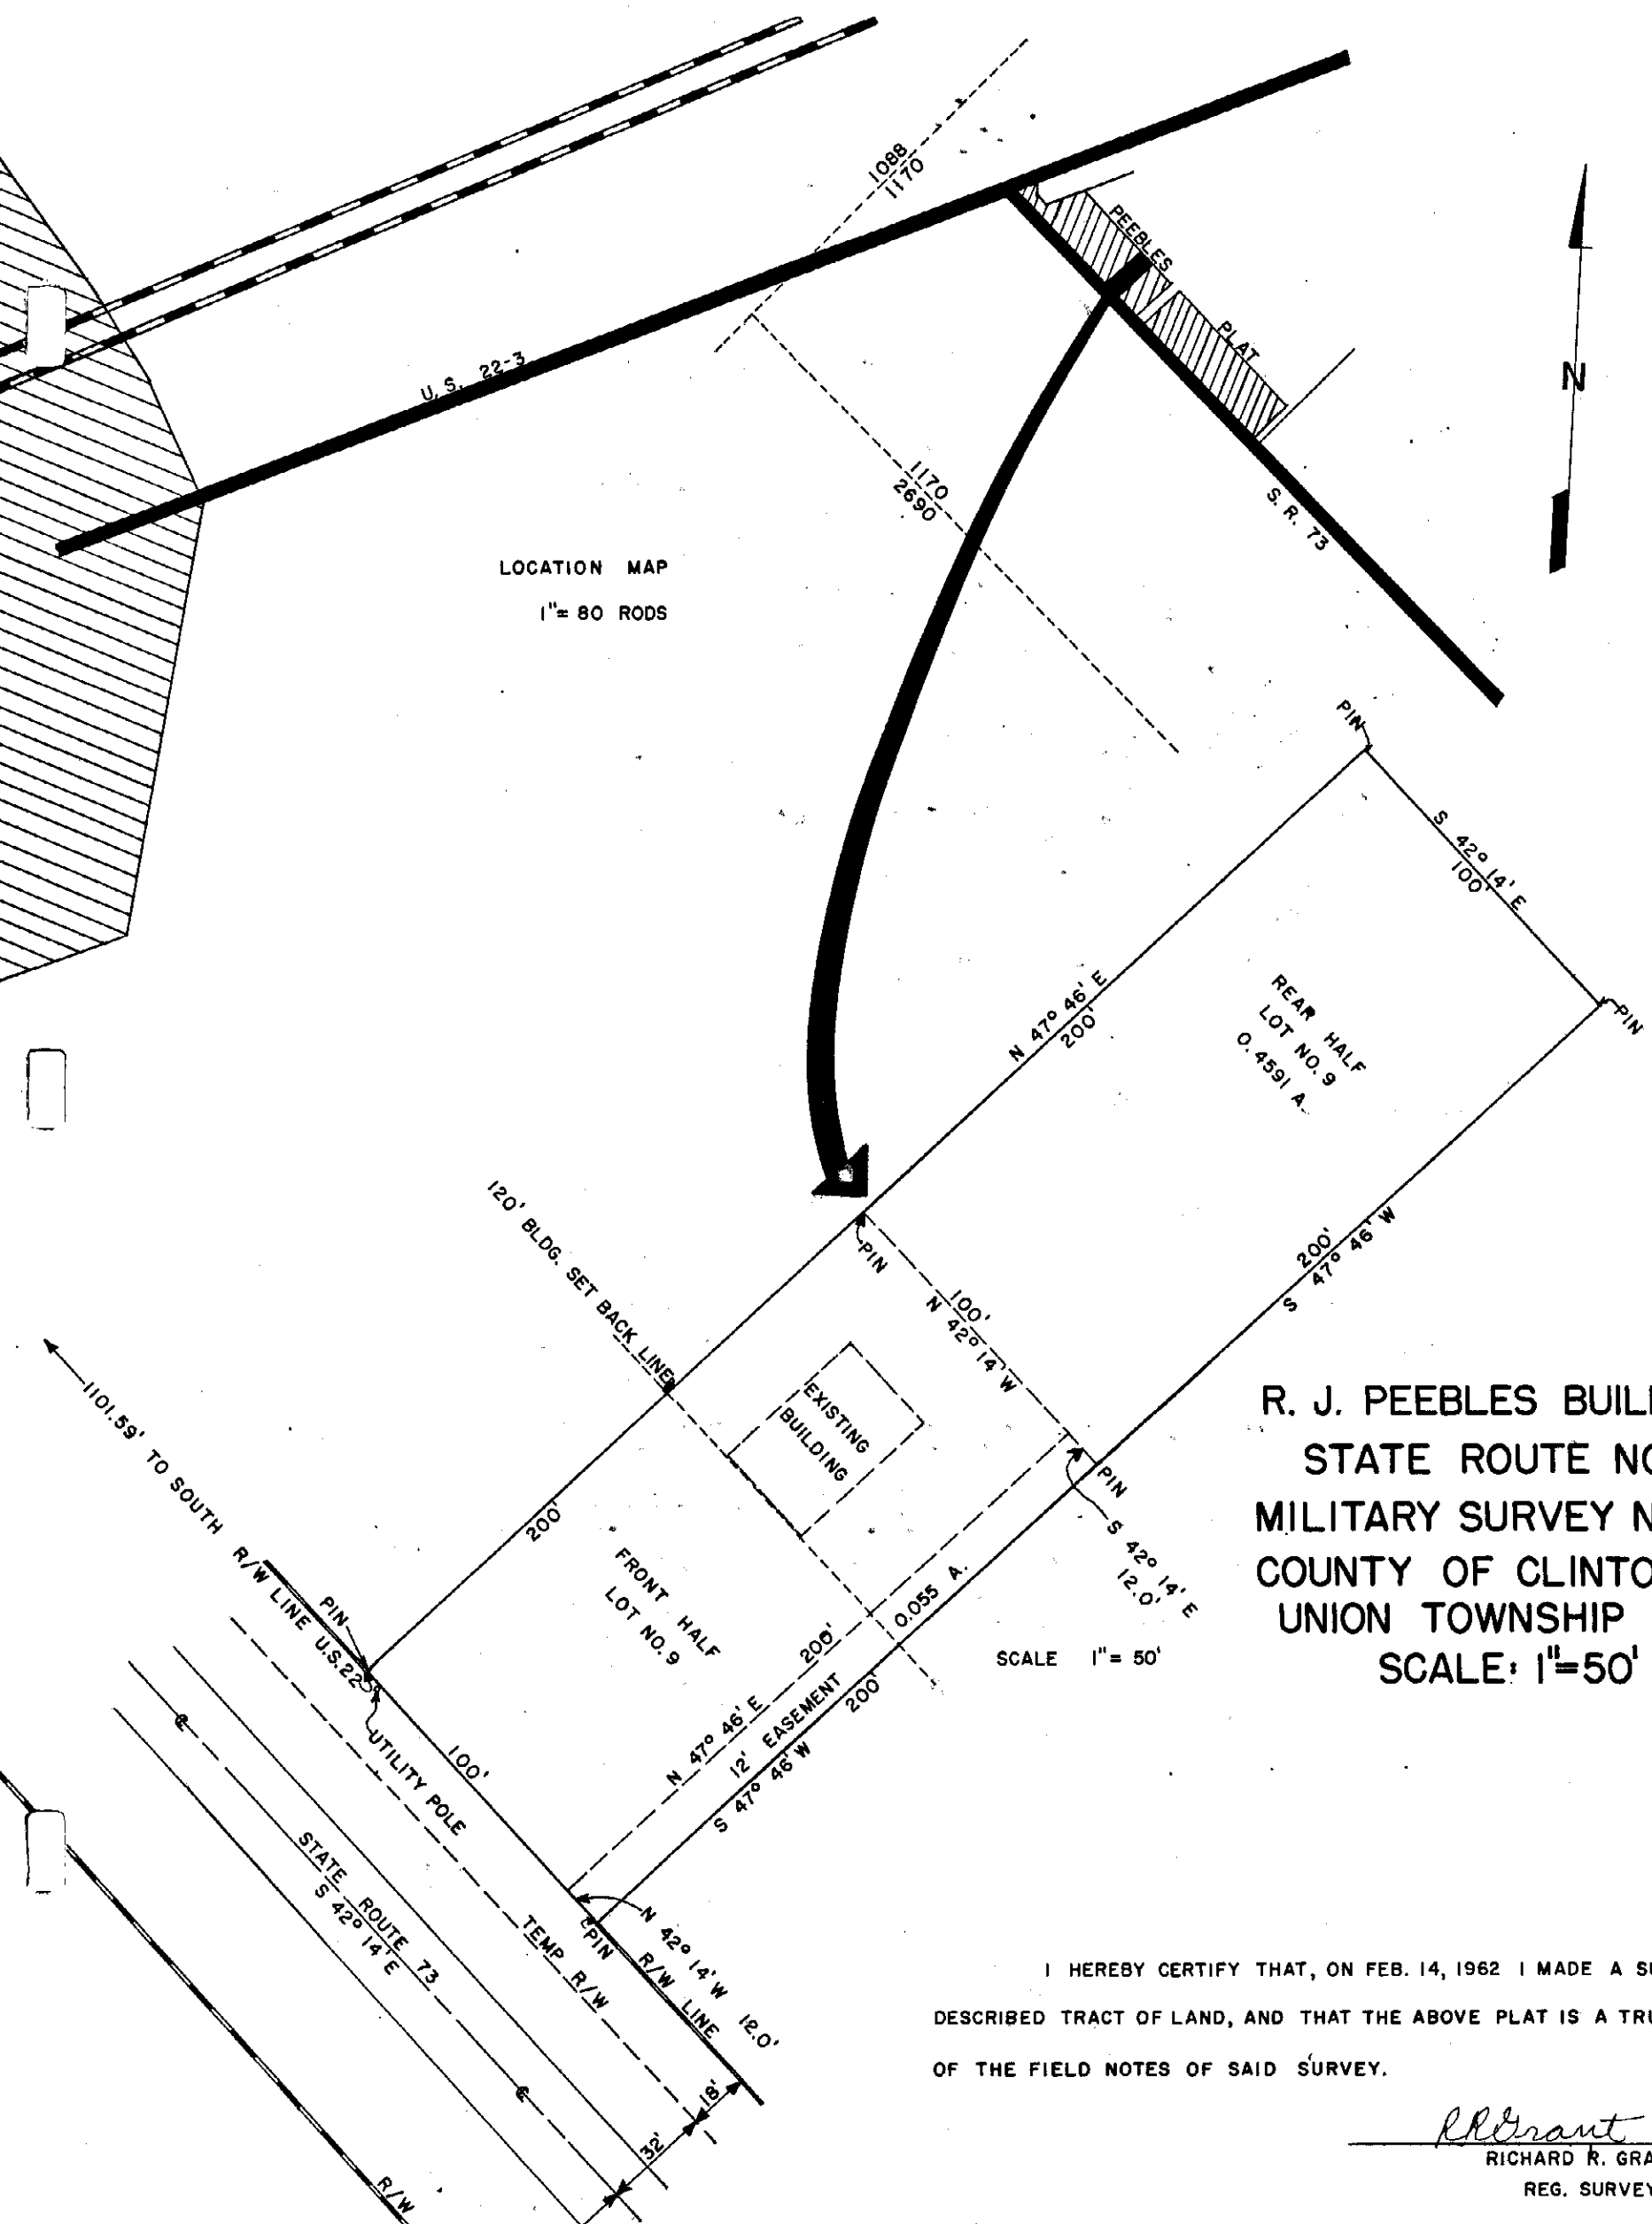 1088
1170
PEEBLES
PLAT
U.S. 22-3
N
1170
2690
S. R. 73
LOCATION MAP
1"= 80 RODS
PIN
S 42° 14' E
100'
N 47° 46' E
200'
REAR HALF
LOT NO. 9
0.4591 A.
PIN
120' BLDG. SET BACK LINE
PIN
100'
N 42° 14' W
200'
S 47° 46' W
EXISTING
BUILDING
1101.59' TO SOUTH R/W LINE U.S. 22
PIN
200'
FRONT HALF
LOT NO. 9
PIN
S 42° 14' E
12.0'
N 47° 46' E 200'
12' EASEMENT 0.055 A.
S 47° 46' W 200'
SCALE 1"= 50'
R. J. PEEBLES BUIL
STATE ROUTE NO
MILITARY SURVEY N
COUNTY OF CLINTO
UNION TOWNSHIP
SCALE: 1"=50'
UTILITY POLE
100'
℄
STATE ROUTE 73
S 42° 14' E
TEMP R/W
PIN
N 42° 14' W 12.0'
R/W LINE
℄
18'
32'
R/W
I HEREBY CERTIFY THAT, ON FEB. 14, 1962 I MADE A SU
DESCRIBED TRACT OF LAND, AND THAT THE ABOVE PLAT IS A TRU
OF THE FIELD NOTES OF SAID SURVEY.
RRGrant
RICHARD R. GRA
REG. SURVEY